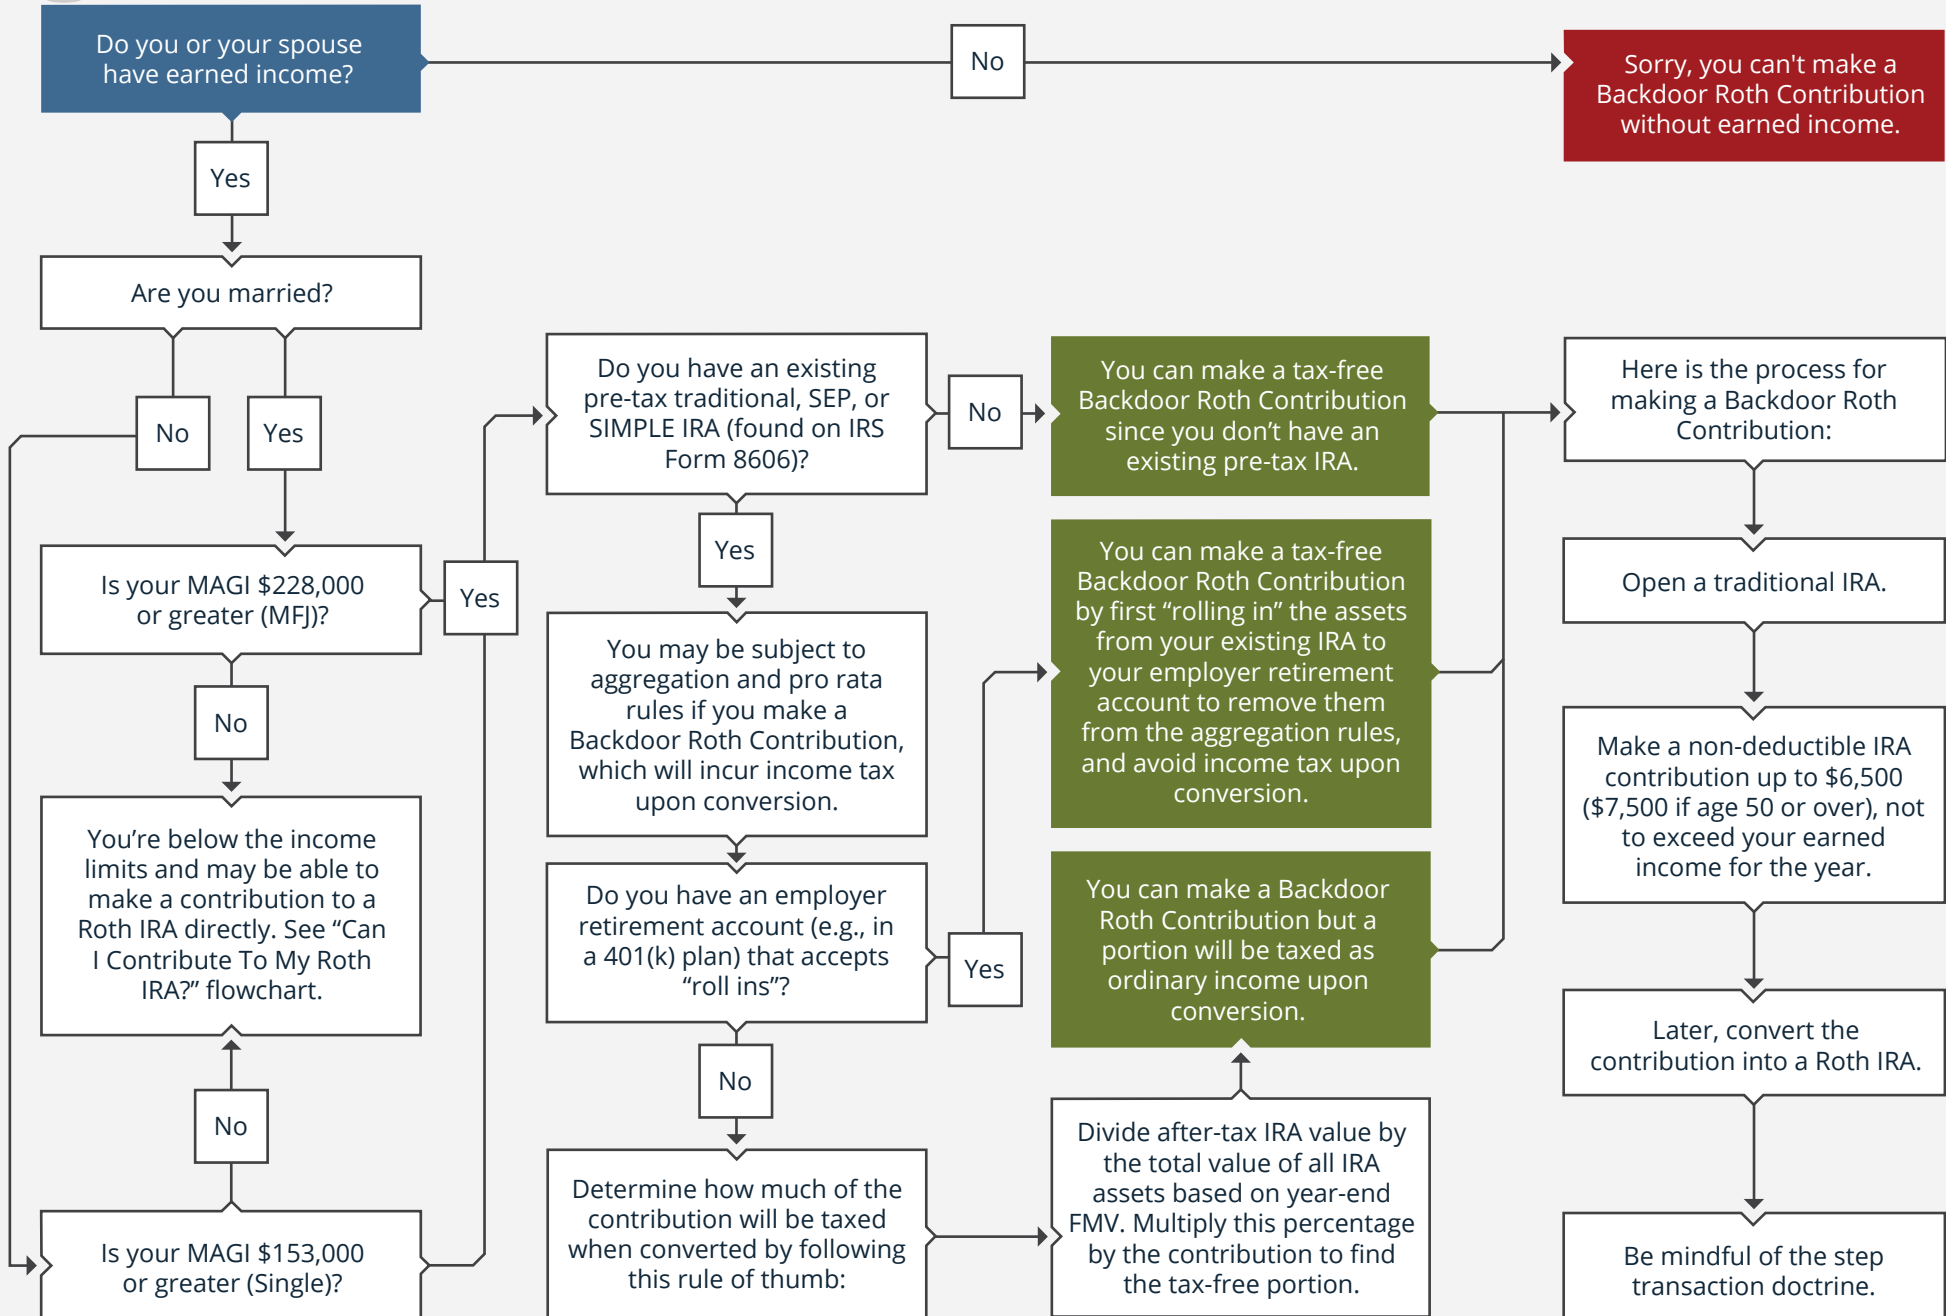 Do you or your spouse
have earned income?
No
Sorry, you can't make a
Backdoor Roth Contribution
without earned income.
Yes
Are you married?
No
Yes
Is your MAGI $228,000
or greater (MFJ)?
Yes
No
You’re below the income
limits and may be able to
make a contribution to a
Roth IRA directly. See “Can
I Contribute To My Roth
IRA?” flowchart.
No
Is your MAGI $153,000
or greater (Single)?
Do you have an existing
pre-tax traditional, SEP, or
SIMPLE IRA (found on IRS
Form 8606)?
No
Yes
You may be subject to
aggregation and pro rata
rules if you make a
Backdoor Roth Contribution,
which will incur income tax
upon conversion.
Do you have an employer
retirement account (e.g., in
a 401(k) plan) that accepts
“roll ins”?
Yes
No
Determine how much of the
contribution will be taxed
when converted by following
this rule of thumb:
You can make a tax-free
Backdoor Roth Contribution
since you don’t have an
existing pre-tax IRA.
You can make a tax-free
Backdoor Roth Contribution
by first “rolling in” the assets
from your existing IRA to
your employer retirement
account to remove them
from the aggregation rules,
and avoid income tax upon
conversion.
You can make a Backdoor
Roth Contribution but a
portion will be taxed as
ordinary income upon
conversion.
Divide after-tax IRA value by
the total value of all IRA
assets based on year-end
FMV. Multiply this percentage
by the contribution to find
the tax-free portion.
Here is the process for
making a Backdoor Roth
Contribution:
Open a traditional IRA.
Make a non-deductible IRA
contribution up to $6,500
($7,500 if age 50 or over), not
to exceed your earned
income for the year.
Later, convert the
contribution into a Roth IRA.
Be mindful of the step
transaction doctrine.